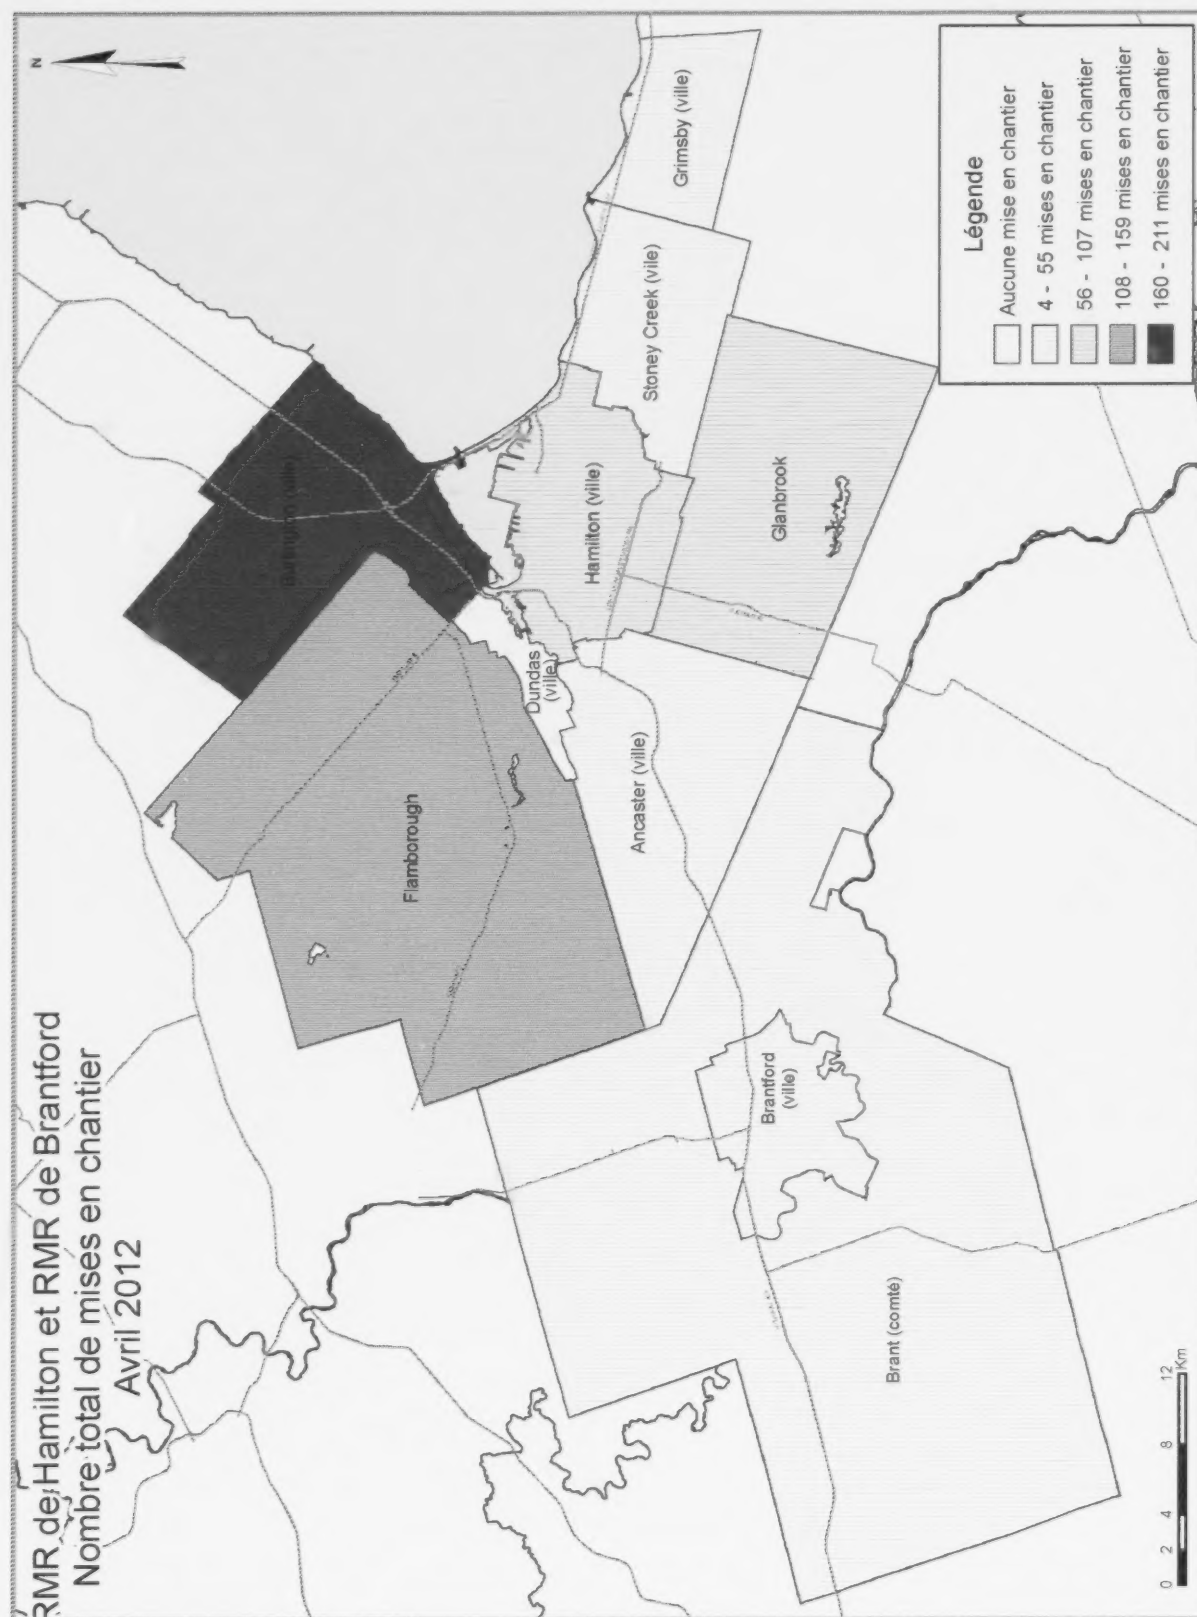 RMR de Hamilton et RMR de Brantford
Nombre total de mises en chantier
Avril 2012
N
Flamborough
Dundas
(ville)
Hamilton (ville)
Stoney Creek (vile)
Grimsby (ville)
Ancaster (ville)
Glanbrook
Brantford
(ville)
Brant (comté)
Légende
Aucune mise en chantier
4 - 55 mises en chantier
56 - 107 mises en chantier
108 - 159 mises en chantier
160 - 211 mises en chantier
0 2 4 8 12
Km